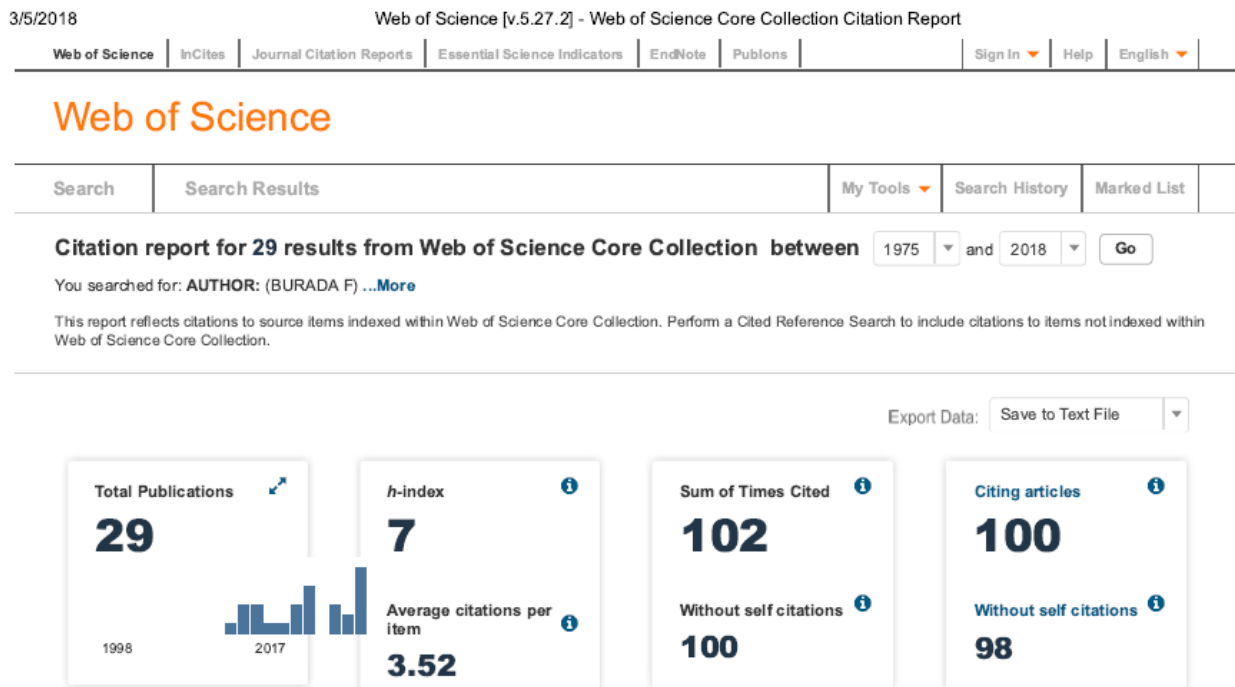 3/5/2018 Web of Science [v.5.27.2] - Web of Science Core Collection Citation Report
Web of Science InCites Journal Citation Reports Essential Science Indicators EndNote Publons Sign In Help English
Web of Science
Search Search Results My Tools Search History Marked List
Citation report for 29 results from Web of Science Core Collection between 1975 and 2018 Go
You searched for: AUTHOR: (BURADA F) ...More
This report reflects citations to source items indexed within Web of Science Core Collection. Perform a Cited Reference Search to include citations to items not indexed within
Web of Science Core Collection.
Export Data: Save to Text File
Total Publications
29
1998 2017
h-index
7
Average citations per
item
3.52
Sum of Times Cited
102
Without self citations
100
Citing articles
100
Without self citations
98